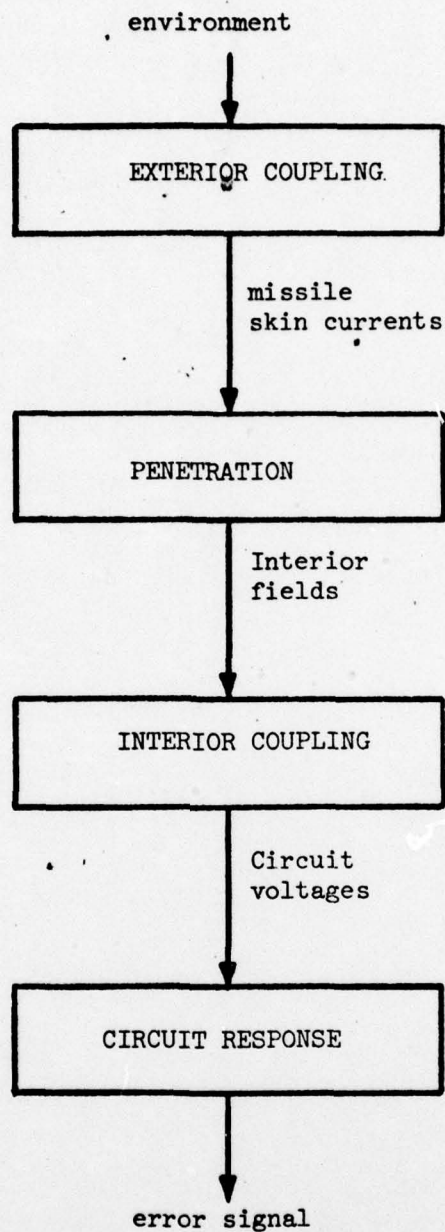 environment
EXTERIOR COUPLING
missile
skin currents
PENETRATION
Interior
fields
INTERIOR COUPLING
Circuit
voltages
CIRCUIT RESPONSE
error signal